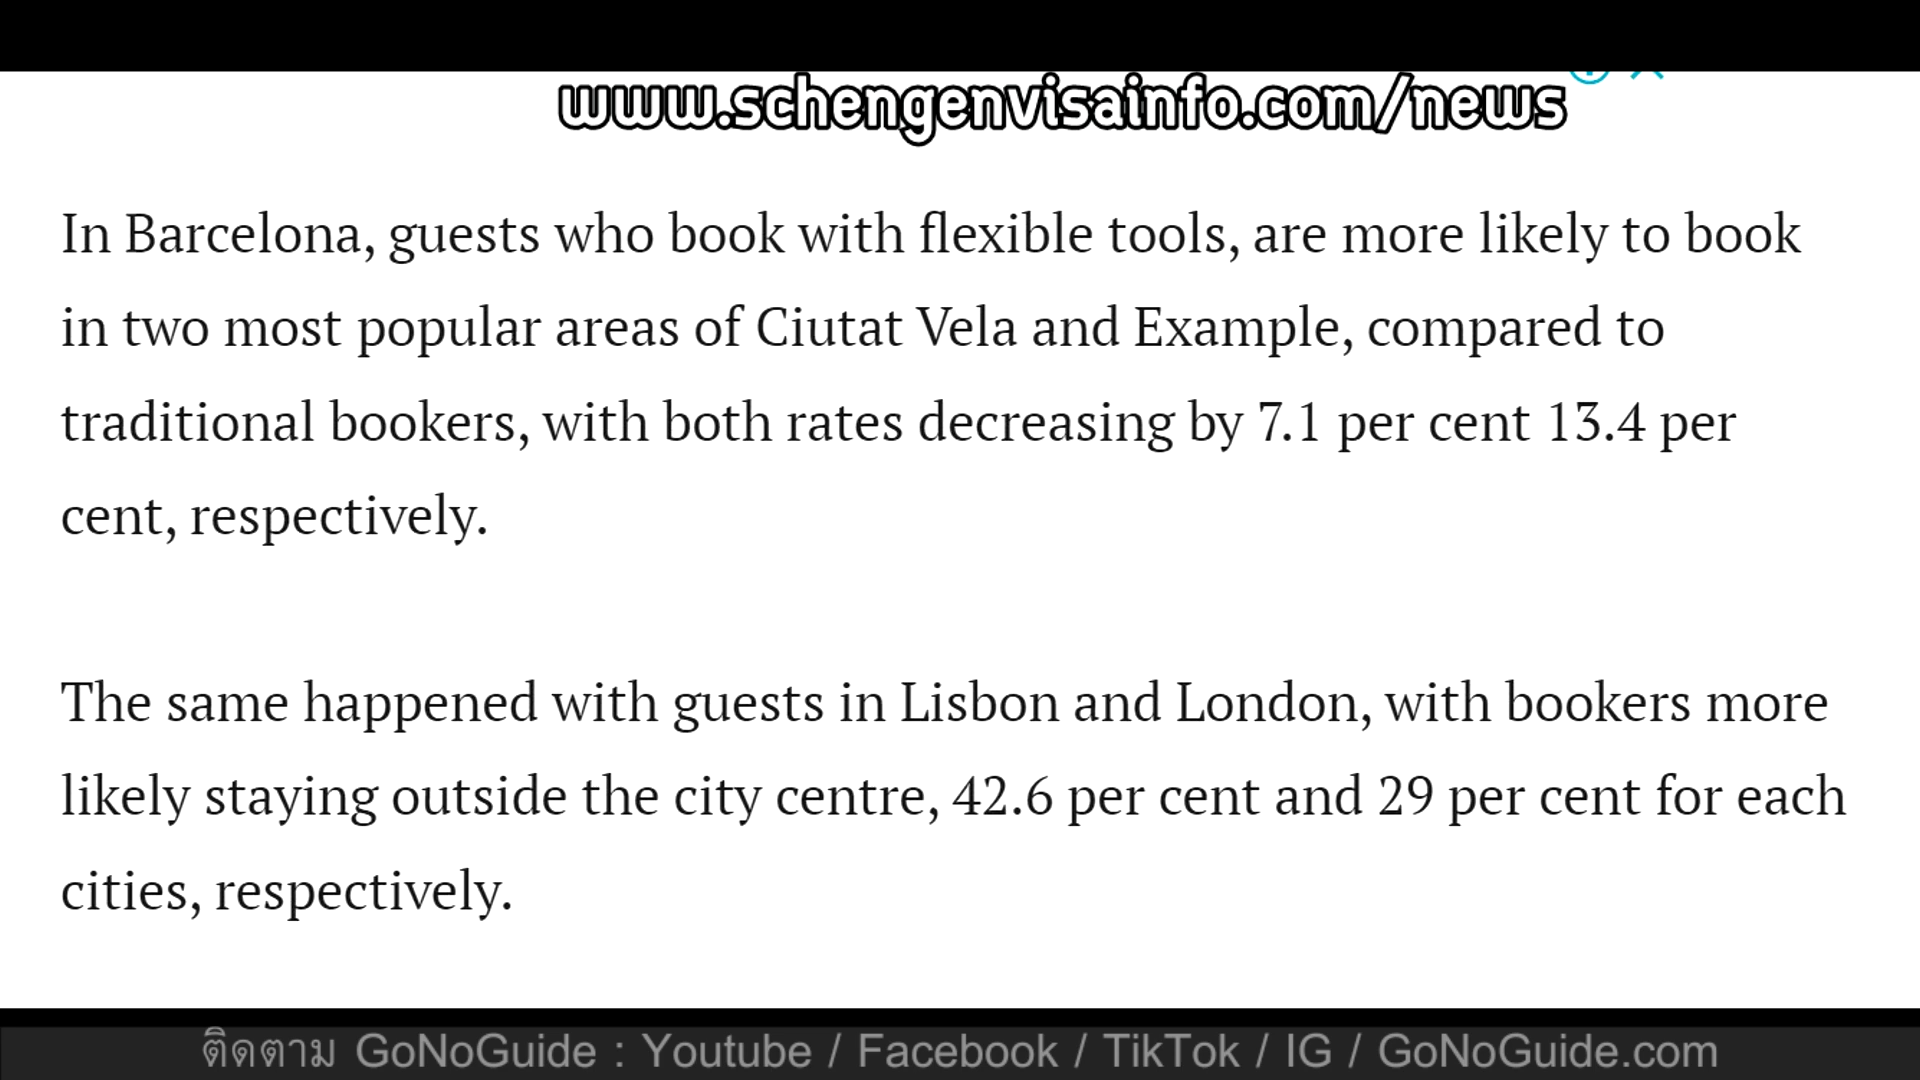 www.schengenvisainfo.com/news
In Barcelona, guests who book with flexible tools, are more likely to book
in two most popular areas of Ciutat Vela and Example, compared to
traditional bookers, with both rates decreasing by 7.1 per cent 13.4 per
cent, respectively.
The same happened with guests in Lisbon and London, with bookers more
likely staying outside the city centre, 42.6 per cent and 29 per cent for each
cities, respectively.
ติดตาม GoNoGuide : Youtube / Facebook / TikTok / IG / GoNoGuide.com